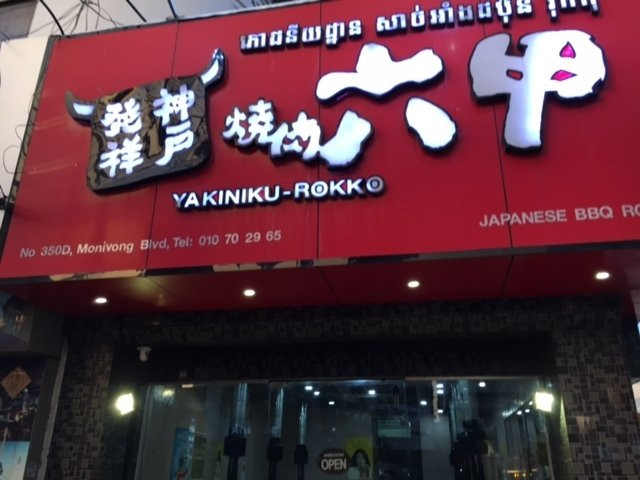 ភោជនីយដ្ឋាន សាច់អាំងជប៉ុន រុកកុ
神戸
発祥
焼肉 六甲
YAKINIKU-ROKKO
No 350D, Monivong Blvd, Tel: 010 70 29 65
JAPANESE BBQ
welcome
OPEN